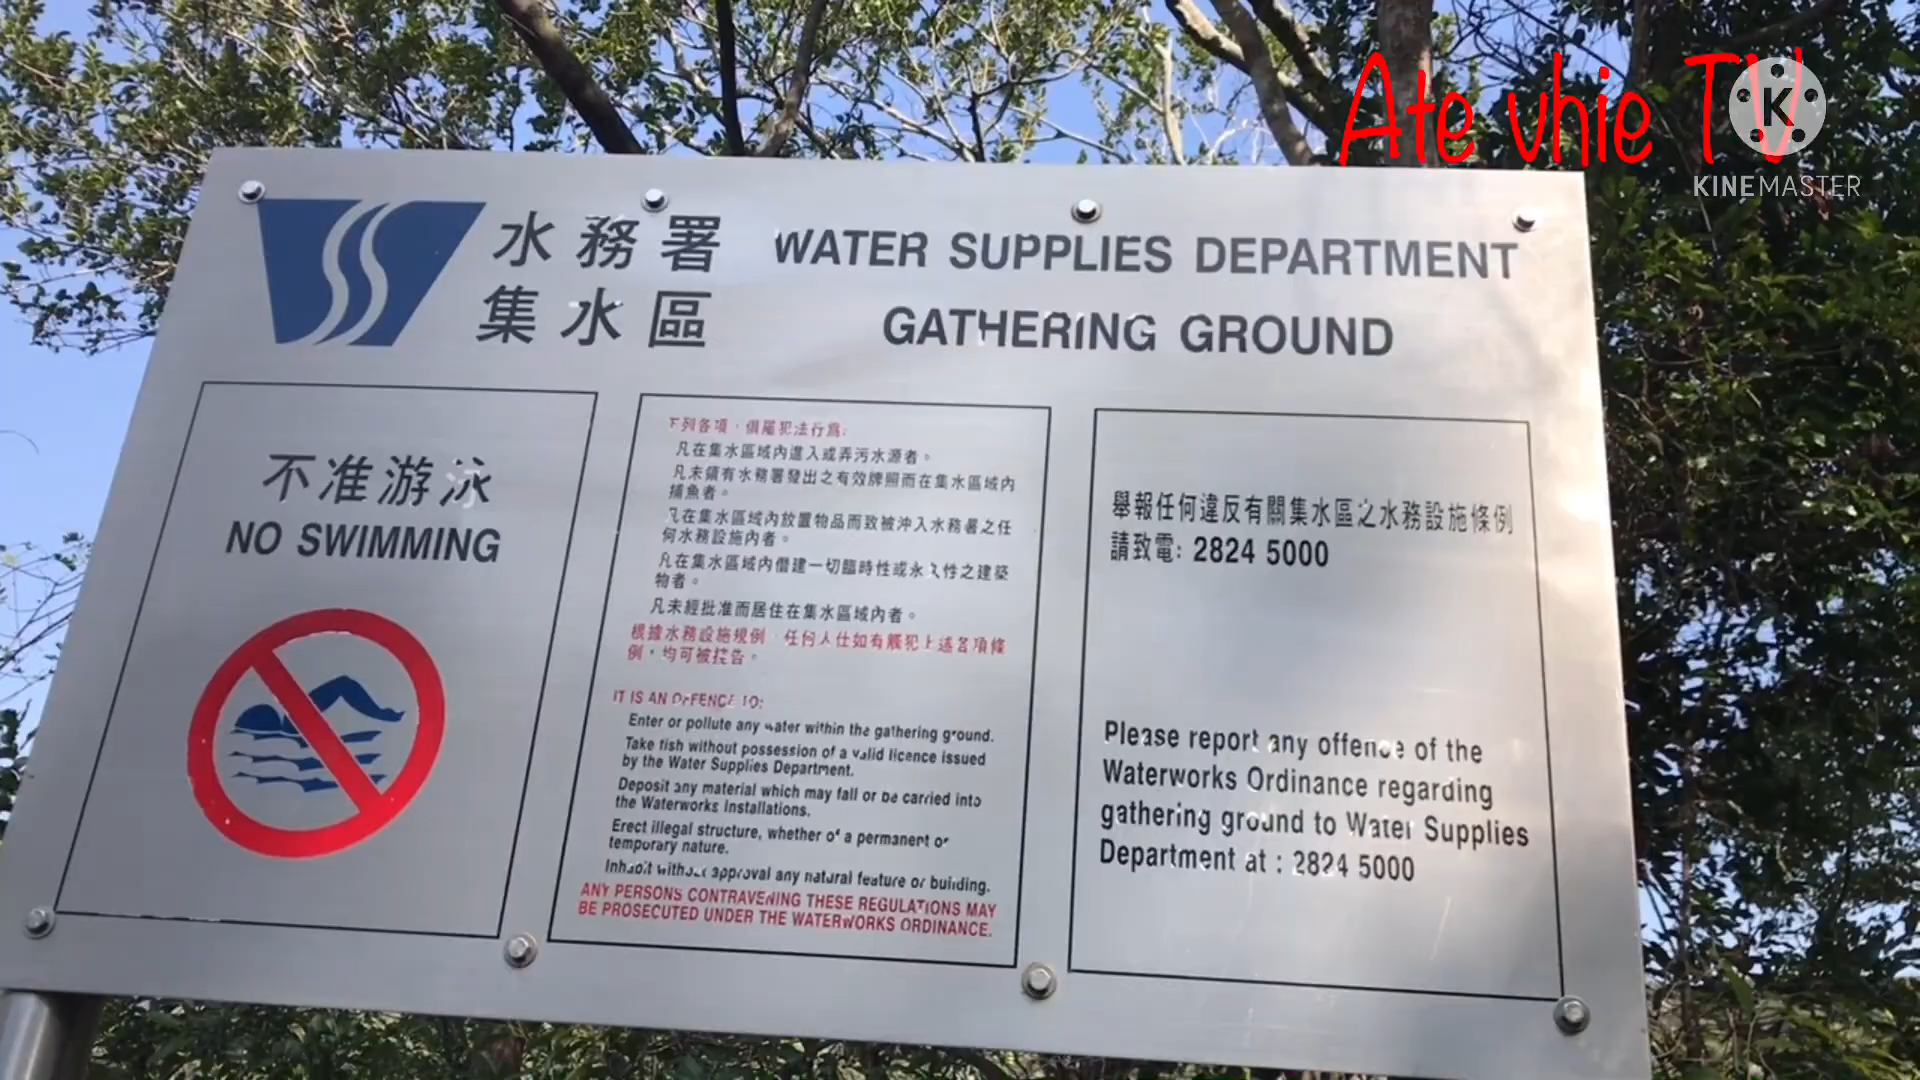 Ate vhie TV
K
KINEMASTER
水務署
集水區
WATER SUPPLIES DEPARTMENT
GATHERING GROUND
不准游泳
NO SWIMMING
下列各項，俱屬犯法行為:
凡在集水區域內進入或弄污水源者。
凡未領有水務署發出之有效牌照而在集水區域內
捕魚者。
凡在集水區域內放置物品而致被沖入水務署之任
何水務設施內者。
凡在集水區域內僭建一切臨時性或永久性之建築
物者。
凡未經批准而居住在集水區域內者。
根據水務設施規例，任何人仕如有觸犯上述各項條
例，均可被控告。
IT IS AN OFFENCE TO:
Enter or pollute any water within the gathering ground.
Take fish without possession of a valid licence issued
by the Water Supplies Department.
Deposit any material which may fall or be carried into
the Waterworks Installations.
Erect illegal structure, whether of a permanent or
temporary nature.
Inhabit without approval any natural feature or building.
ANY PERSONS CONTRAVENING THESE REGULATIONS MAY
BE PROSECUTED UNDER THE WATERWORKS ORDINANCE.
舉報任何違反有關集水區之水務設施條例
請致電: 2824 5000
Please report any offence of the
Waterworks Ordinance regarding
gathering ground to Water Supplies
Department at : 2824 5000